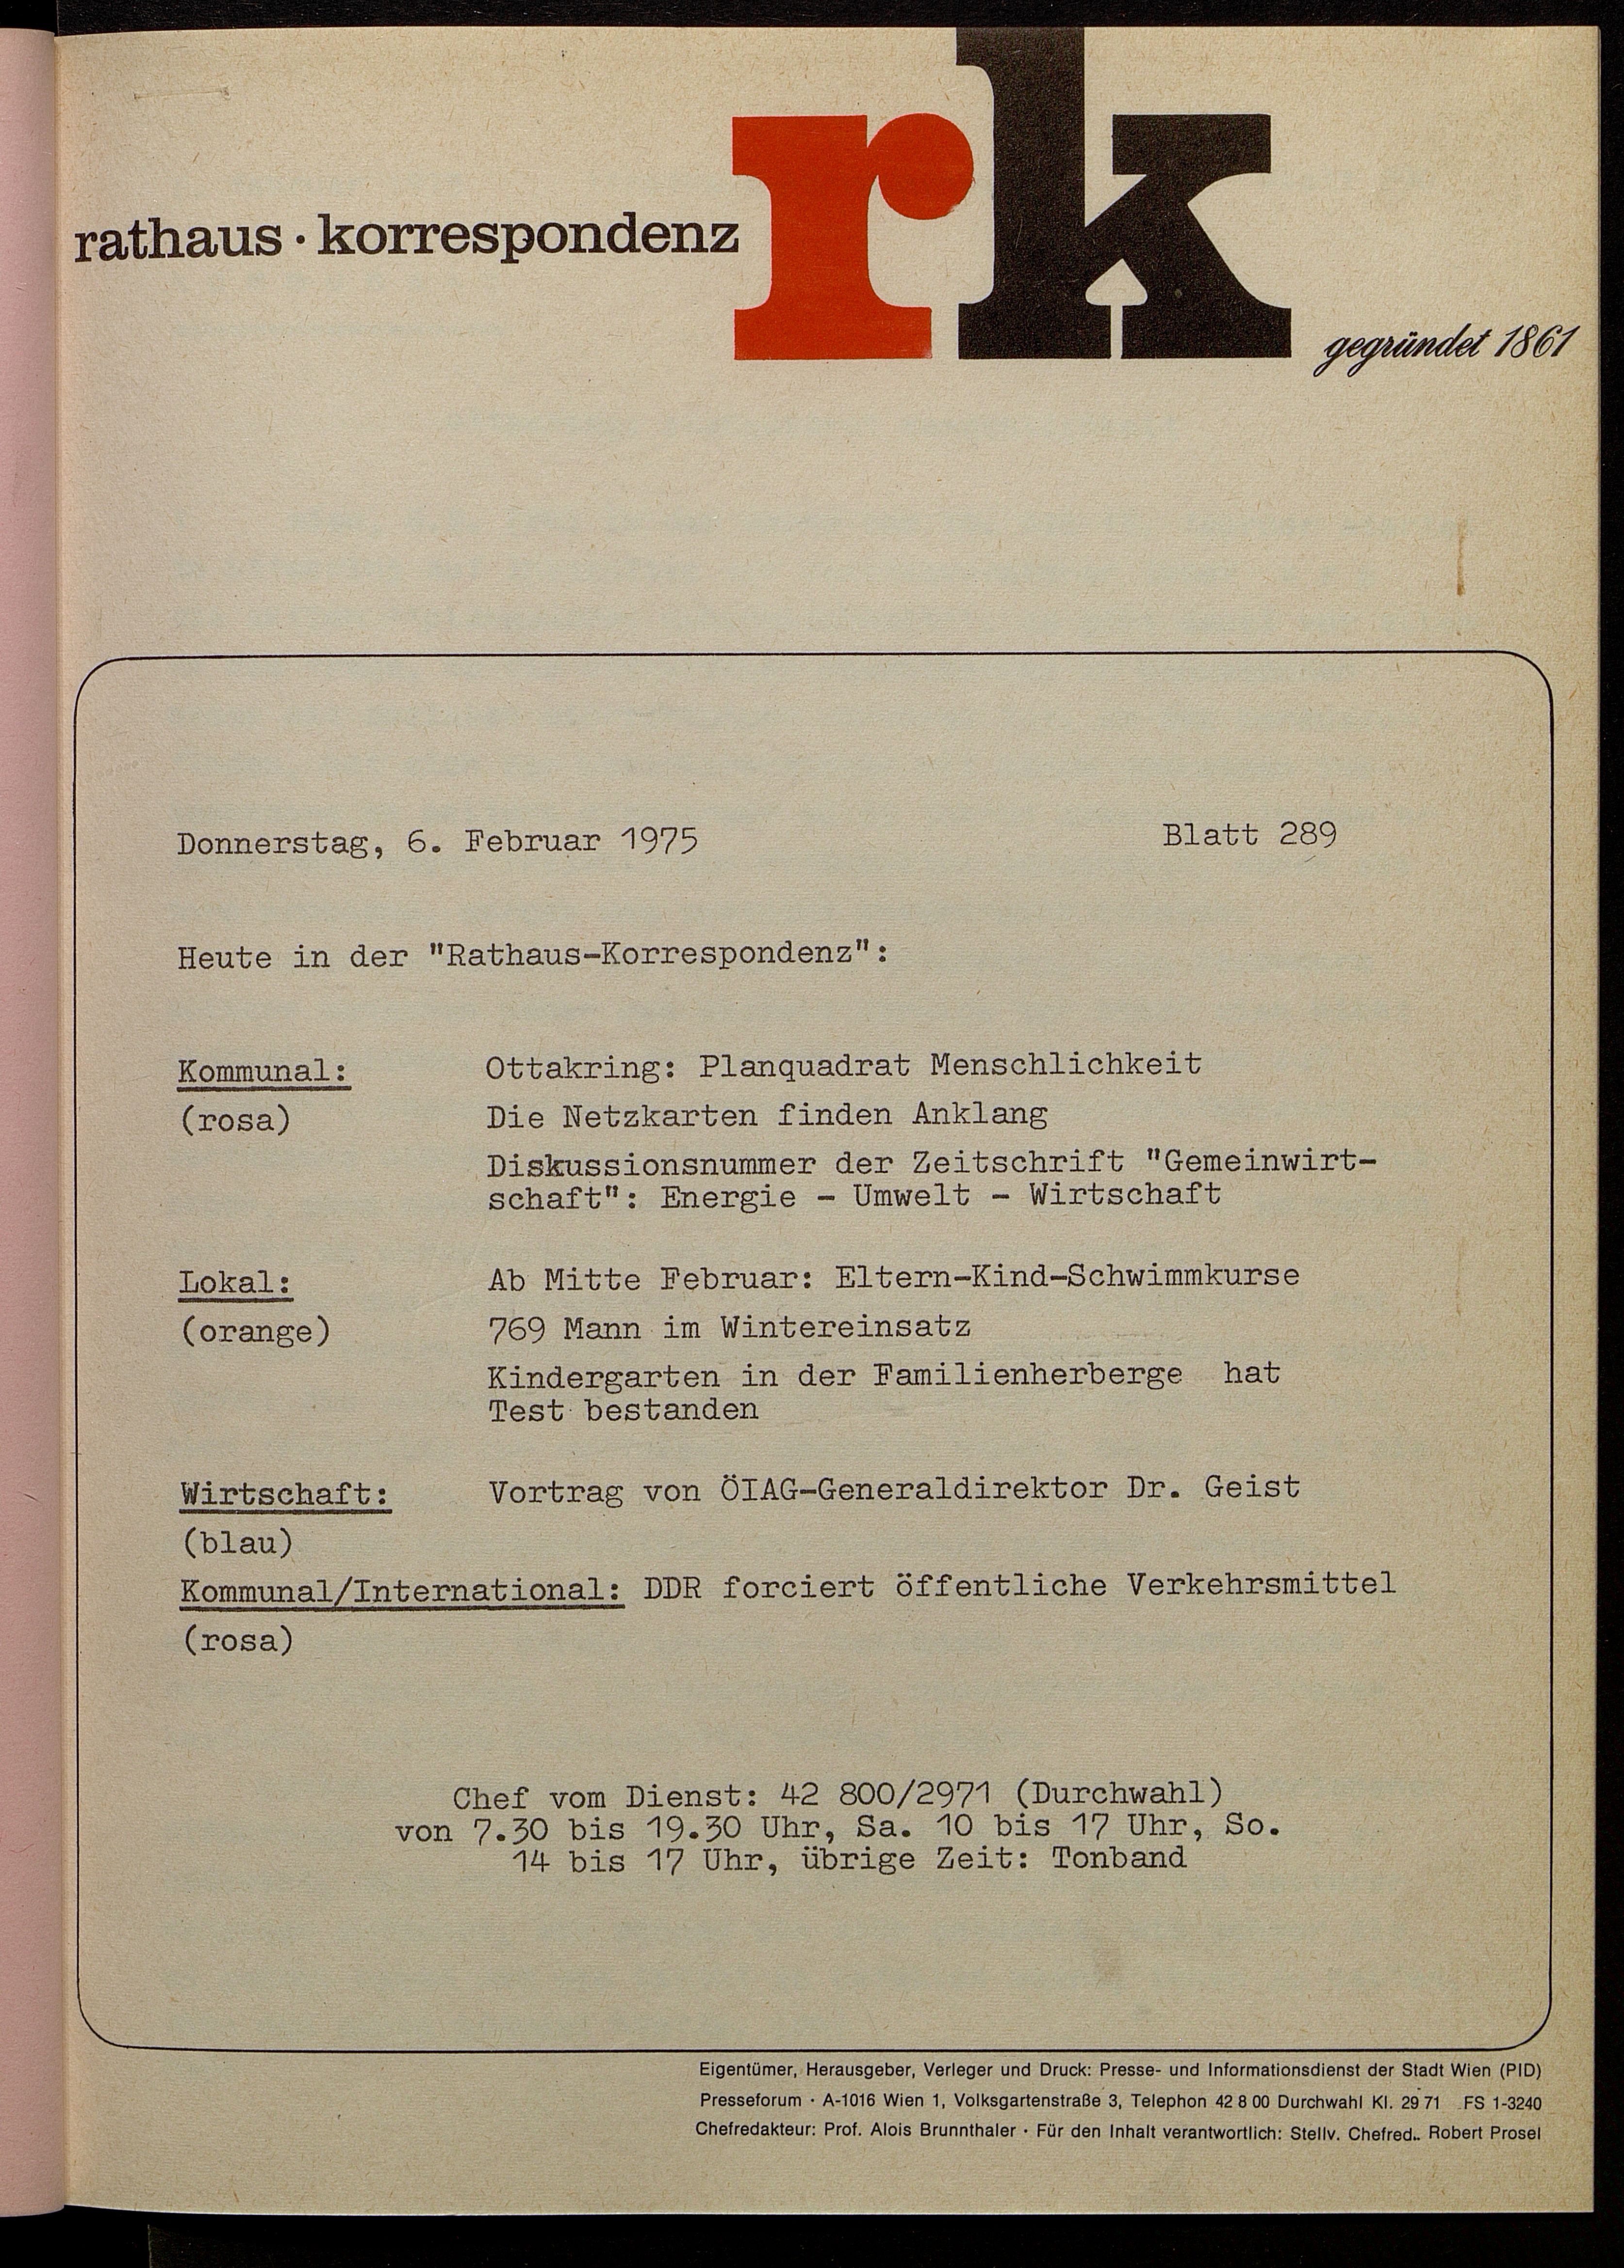 rathaus · korrespondenz
rk
gegründet 1861
Donnerstag, 6. Februar 1975 Blatt 289
Heute in der "Rathaus-Korrespondenz":
Kommunal: Ottakring: Planquadrat Menschlichkeit
(rosa) Die Netzkarten finden Anklang
Diskussionsnummer der Zeitschrift "Gemeinwirt-
schaft": Energie - Umwelt - Wirtschaft
Lokal: Ab Mitte Februar: Eltern-Kind-Schwimmkurse
(orange) 769 Mann im Wintereinsatz
Kindergarten in der Familienherberge hat
Test bestanden
Wirtschaft: Vortrag von ÖIAG-Generaldirektor Dr. Geist
(blau)
Kommunal/International: DDR forciert öffentliche Verkehrsmittel
(rosa)
Chef vom Dienst: 42 800/2971 (Durchwahl)
von 7.30 bis 19.30 Uhr, Sa. 10 bis 17 Uhr, So.
14 bis 17 Uhr, übrige Zeit: Tonband
Eigentümer, Herausgeber, Verleger und Druck: Presse- und Informationsdienst der Stadt Wien (PID)
Presseforum · A-1016 Wien 1, Volksgartenstraße 3, Telephon 42 8 00 Durchwahl Kl. 29 71 FS 1-3240
Chefredakteur: Prof. Alois Brunnthaler · Für den Inhalt verantwortlich: Stellv. Chefred.. Robert Prosel